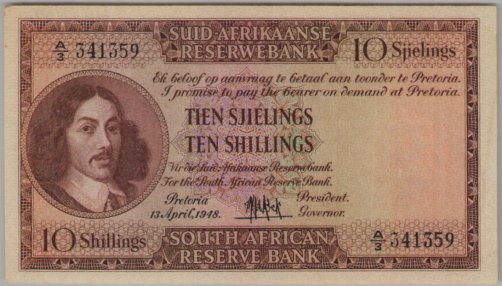 SUID-AFRIKAANSE
RESERWEBANK
A/3 341359
10 Sjielings
Ek beloof op aanvraag te betaal aan toonder te Pretoria.
I promise to pay the bearer on demand at Pretoria.
TIEN SJIELINGS
TEN SHILLINGS
Vir die Suid-Afrikaanse Reserwebank.
For the South African Reserve Bank.
Pretoria
President.
13 April, 1948.
Governor.
10 Shillings
SOUTH AFRICAN
RESERVE BANK
A/3 341359